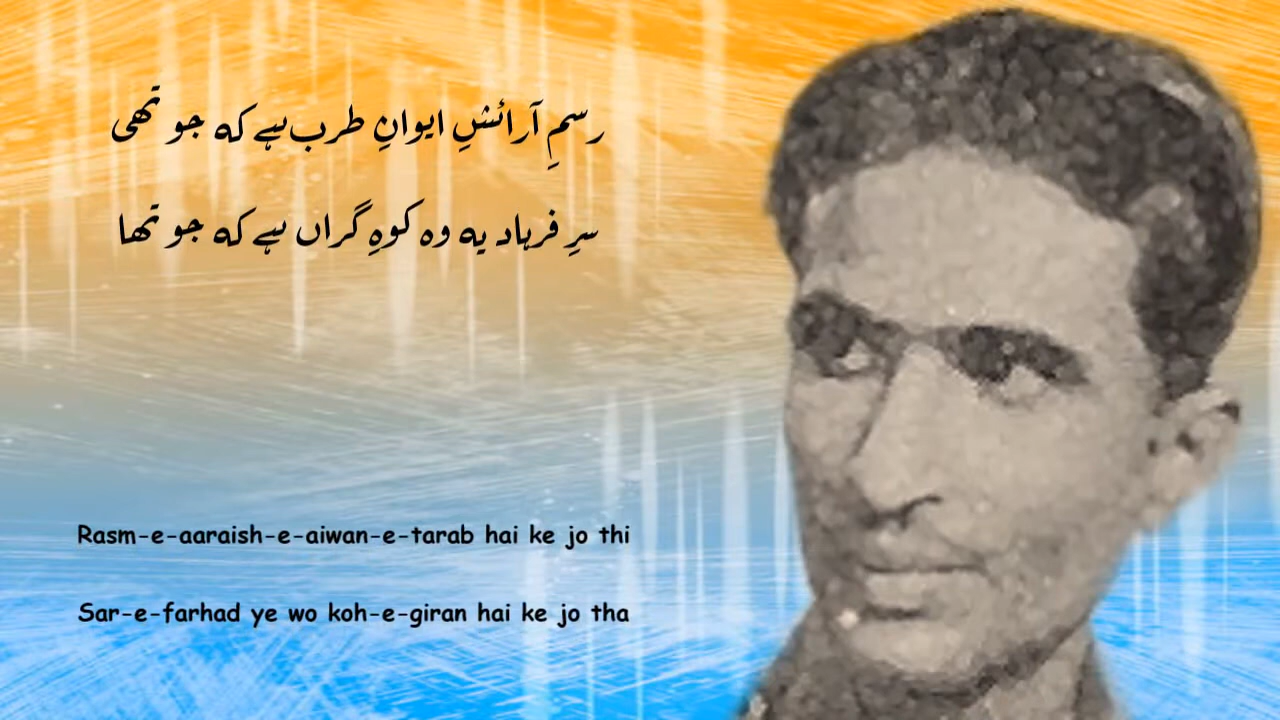 رسمِ آرائشِ ایوانِ طرب ہے کہ جو تھی
سرِ فرہاد یہ وہ کوہِ گراں ہے کہ جو تھا
Rasm-e-aaraish-e-aiwan-e-tarab hai ke jo thi
Sar-e-farhad ye wo koh-e-giran hai ke jo tha